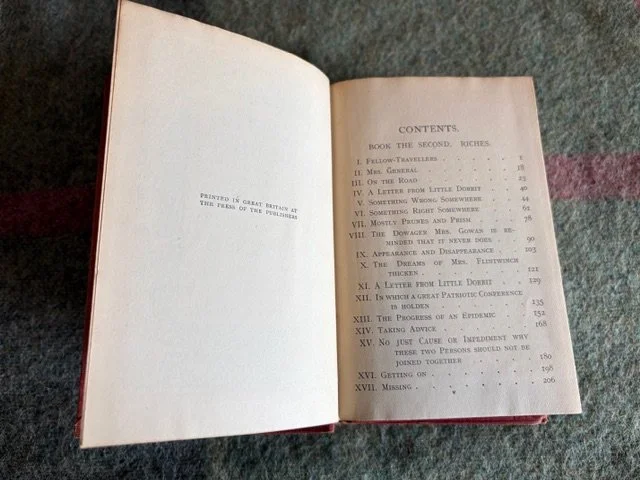 PRINTED IN GREAT BRITAIN AT
THE PRESS OF THE PUBLISHERS
CONTENTS.
BOOK THE SECOND. RICHES.
I. Fellow-Travellers . . . . . . 1
II. Mrs. General . . . . . . 18
III. On the Road . . . . . . 25
IV. A Letter from Little Dorrit . . . 40
V. Something Wrong Somewhere . . . 44
VI. Something Right Somewhere . . . 61
VII. Mostly Prunes and Prism . . . . 78
VIII. The Dowager Mrs. Gowan is re-
minded that it never does . . . 90
IX. Appearance and Disappearance . . . 103
X. The Dreams of Mrs. Flintwinch
thicken . . . . . . . 121
XI. A Letter from Little Dorrit . . . 129
XII. In which a great Patriotic Conference
is holden . . . . . . 135
XIII. The Progress of an Epidemic . . . 152
XIV. Taking Advice . . . . . . 168
XV. No just Cause or Impediment why
these two Persons should not be
joined together . . . . . 180
XVI. Getting on . . . . . . . 198
XVII. Missing . . . . . . . 206